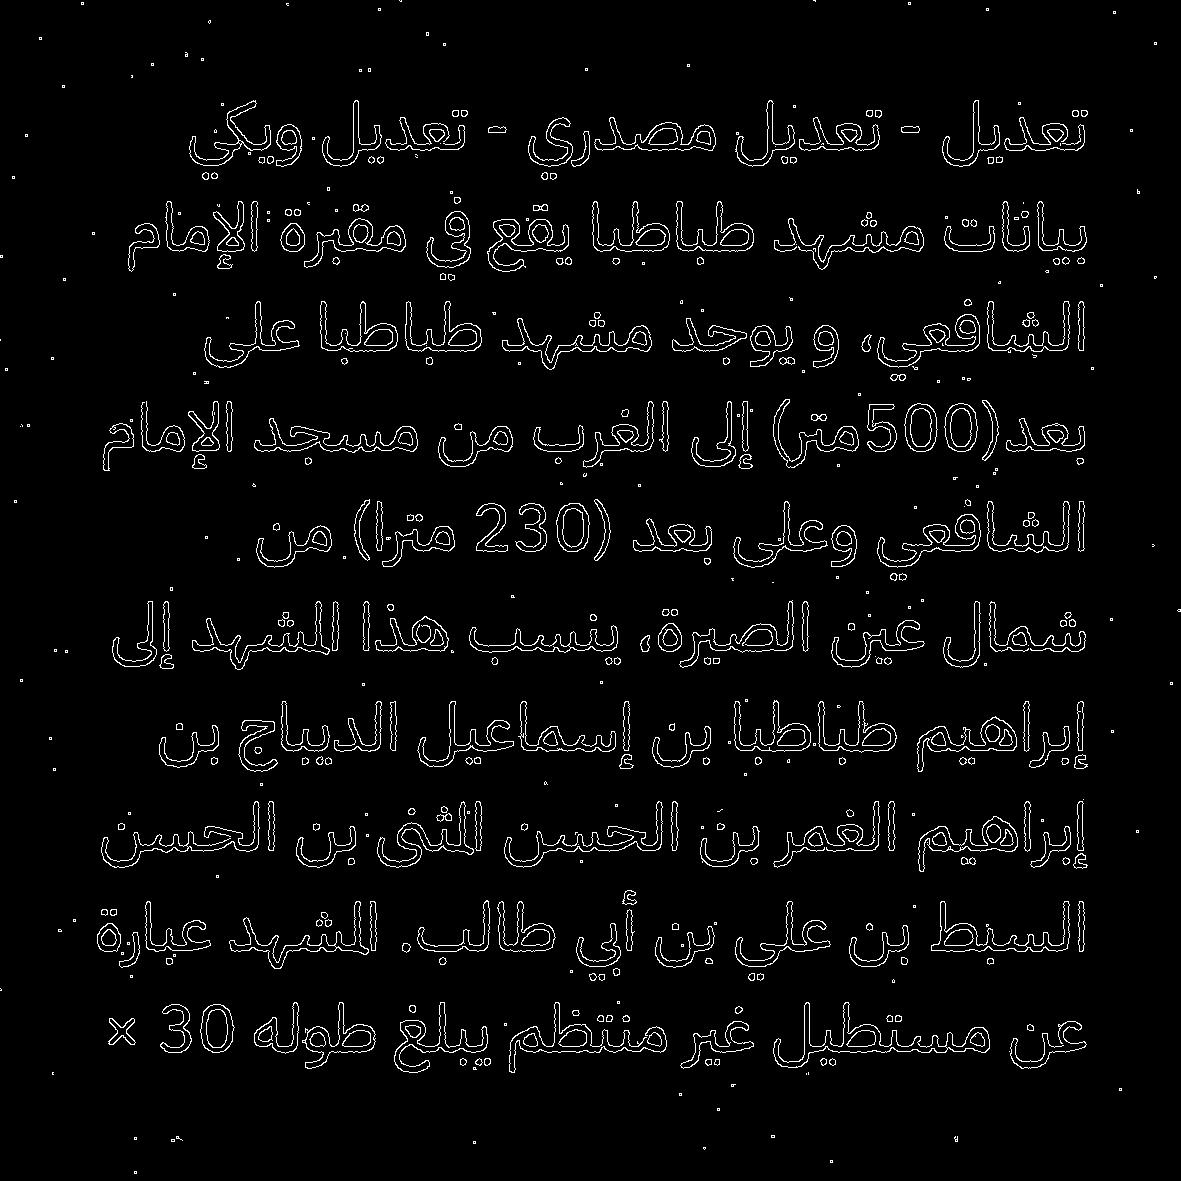 تعديل - تعديل مصدري - تعديل ويكي
بيانات مشهد طباطبا يقع في مقبرة الإمام
الشافعي، و يوجد مشهد طباطبا على
بعد(500متر) إلى الغرب من مسجد الإمام
الشافعي وعلى بعد (230 مترا) من
شمال عين الصيرة، ينسب هذا المشهد إلى
إبراهيم طباطبا بن إسماعيل الديباج بن
إبراهيم الغمر بن الحسن المثنى بن الحسن
السبط بن علي بن أبي طالب. المشهد عبارة
عن مستطيل غير منتظم يبلغ طوله 30 ×